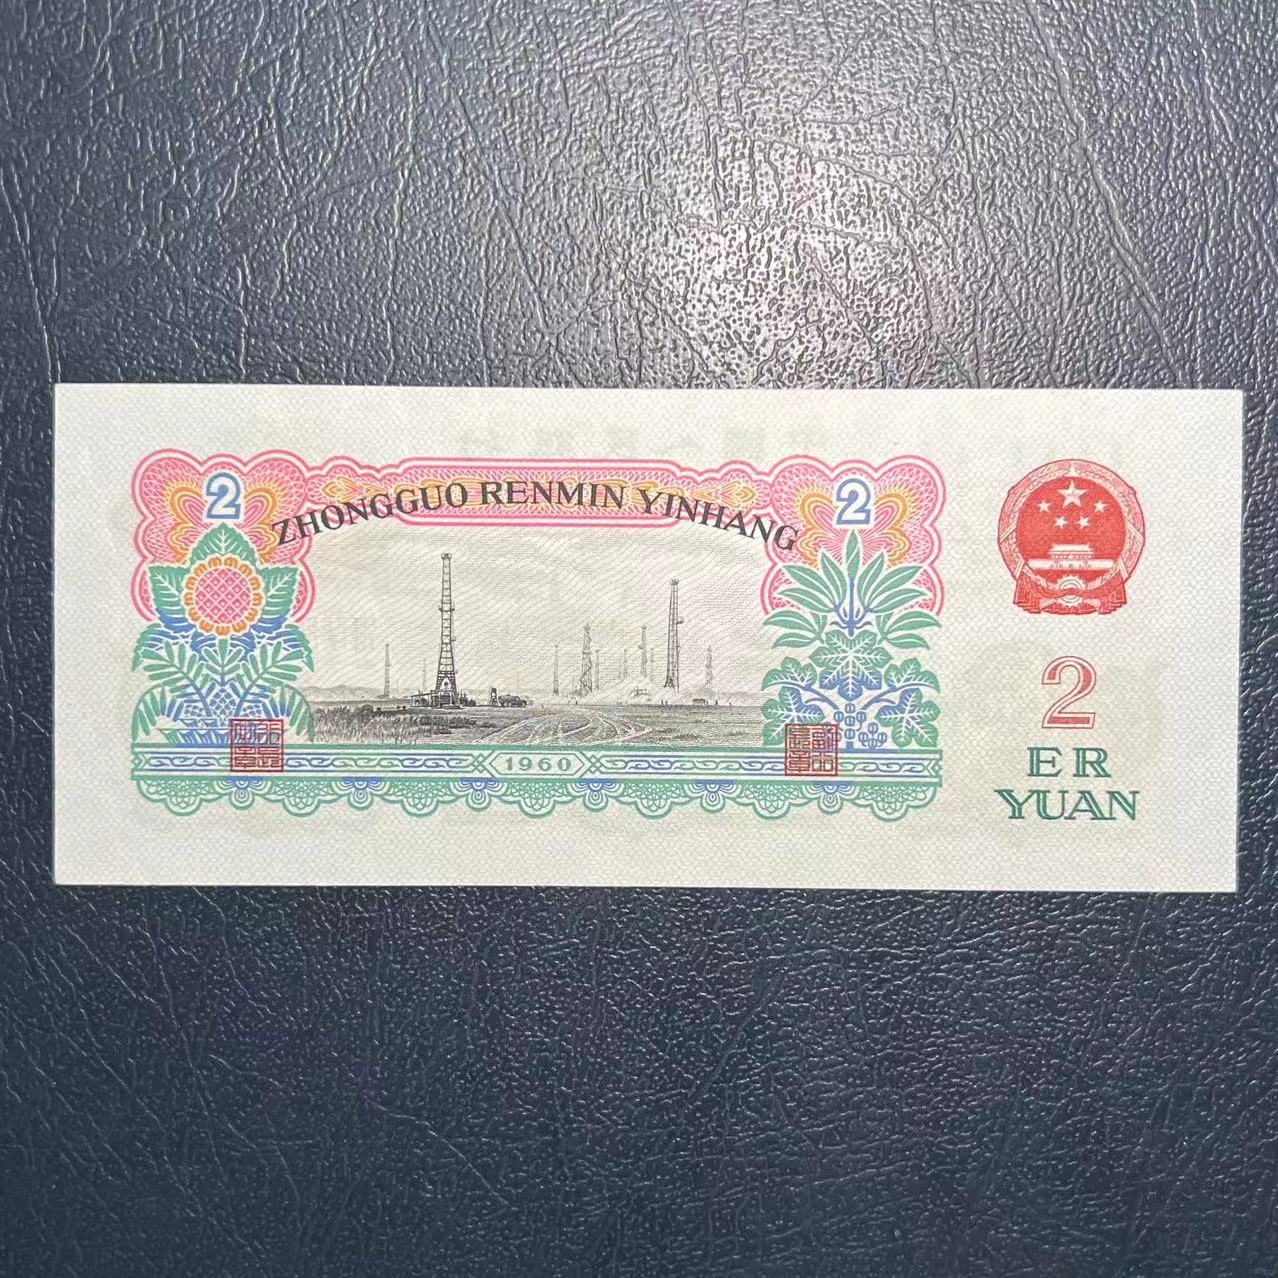 2
2
ZHONGGUO RENMIN YINHANG
1960
2
ER
YUAN